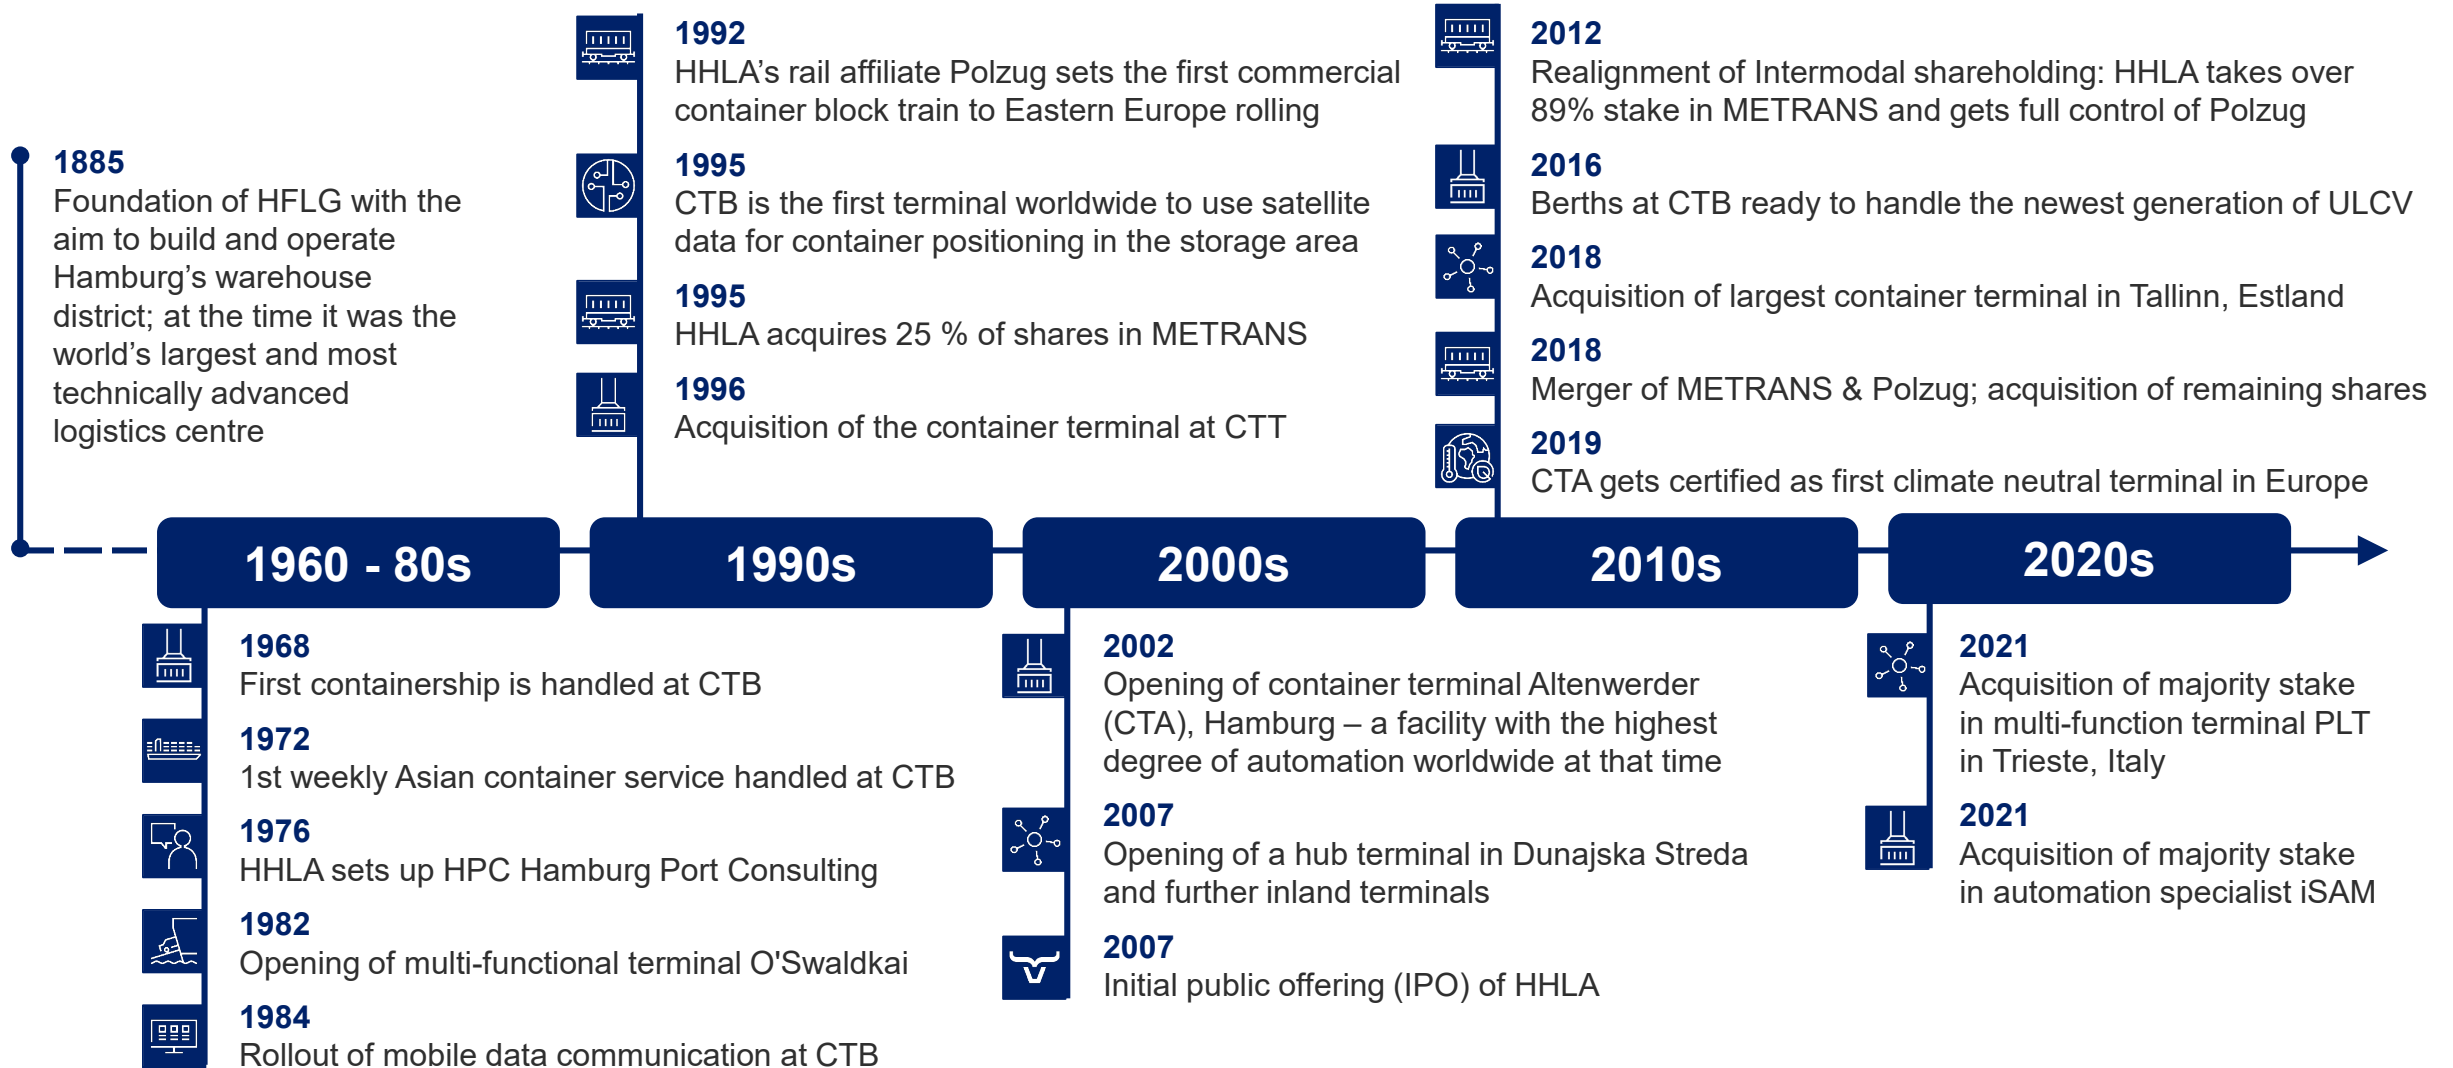 1885
Foundation of HFLG with the
aim to build and operate
Hamburg’s warehouse
district; at the time it was the
world’s largest and most
technically advanced
logistics centre
1960 - 80s
1968
First containership is handled at CTB
1972
1st weekly Asian container service handled at CTB
1976
HHLA sets up HPC Hamburg Port Consulting
1982
Opening of multi-functional terminal O'Swaldkai
1984
Rollout of mobile data communication at CTB
1992
HHLA’s rail affiliate Polzug sets the first commercial
container block train to Eastern Europe rolling
1995
CTB is the first terminal worldwide to use satellite
data for container positioning in the storage area
1995
HHLA acquires 25 % of shares in METRANS
1996
Acquisition of the container terminal at CTT
1990s
2000s
2002
Opening of container terminal Altenwerder
(CTA), Hamburg – a facility with the highest
degree of automation worldwide at that time
2007
Opening of a hub terminal in Dunajska Streda
and further inland terminals
2007
Initial public offering (IPO) of HHLA
2012
Realignment of Intermodal shareholding: HHLA takes over
89% stake in METRANS and gets full control of Polzug
2016
Berths at CTB ready to handle the newest generation of ULCV
2018
Acquisition of largest container terminal in Tallinn, Estland
2018
Merger of METRANS & Polzug; acquisition of remaining shares
2019
CTA gets certified as first climate neutral terminal in Europe
2010s
2020s
2021
Acquisition of majority stake
in multi-function terminal PLT
in Trieste, Italy
2021
Acquisition of majority stake
in automation specialist iSAM